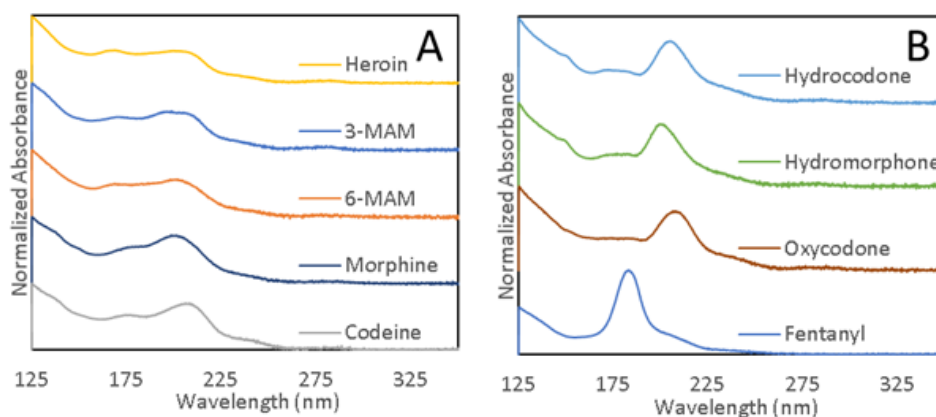 A
Normalized Absorbance
Heroin
3-MAM
6-MAM
Morphine
Codeine
125 175 225 275 325
Wavelength (nm)
B
Normalized Absorbance
Hydrocodone
Hydromorphone
Oxycodone
Fentanyl
125 175 225 275 325
Wavelength (nm)